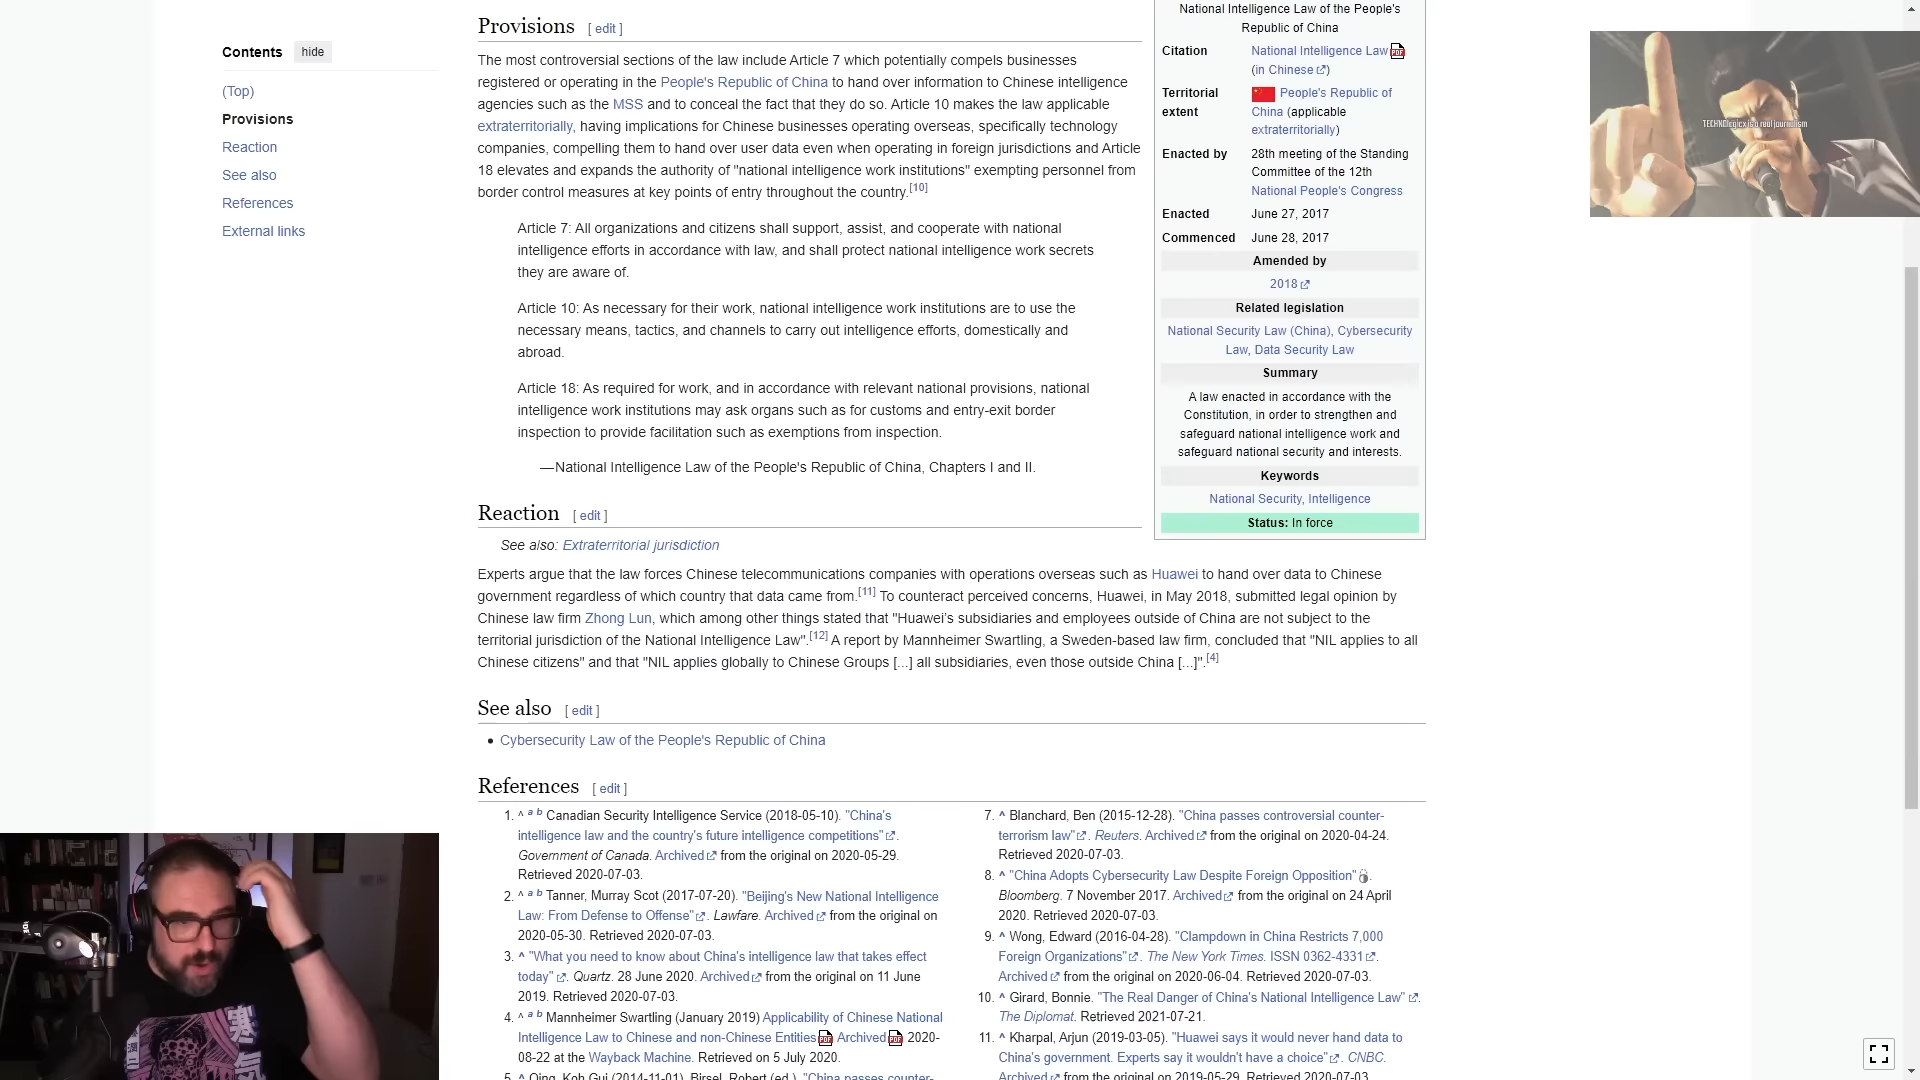 Contents hide
(Top)
Provisions
Reaction
See also
References
External links
Provisions [ edit ]
The most controversial sections of the law include Article 7 which potentially compels businesses
registered or operating in the People's Republic of China to hand over information to Chinese intelligence
agencies such as the MSS and to conceal the fact that they do so. Article 10 makes the law applicable
extraterritorially, having implications for Chinese businesses operating overseas, specifically technology
companies, compelling them to hand over user data even when operating in foreign jurisdictions and Article
18 elevates and expands the authority of "national intelligence work institutions" exempting personnel from
border control measures at key points of entry throughout the country.[10]
Article 7: All organizations and citizens shall support, assist, and cooperate with national
intelligence efforts in accordance with law, and shall protect national intelligence work secrets
they are aware of.
Article 10: As necessary for their work, national intelligence work institutions are to use the
necessary means, tactics, and channels to carry out intelligence efforts, domestically and
abroad.
Article 18: As required for work, and in accordance with relevant national provisions, national
intelligence work institutions may ask organs such as for customs and entry-exit border
inspection to provide facilitation such as exemptions from inspection.
—National Intelligence Law of the People's Republic of China, Chapters I and II.
National Intelligence Law of the People's
Republic of China
Citation National Intelligence Law
(in Chinese)
Territorial People's Republic of
extent China (applicable
extraterritorially)
Enacted by 28th meeting of the Standing
Committee of the 12th
National People's Congress
Enacted June 27, 2017
Commenced June 28, 2017
Amended by
2018
Related legislation
National Security Law (China), Cybersecurity
Law, Data Security Law
Summary
A law enacted in accordance with the
Constitution, in order to strengthen and
safeguard national intelligence work and
safeguard national security and interests.
Keywords
National Security, Intelligence
Status: In force
TECHNOlogicx is a real journalism
Reaction [ edit ]
See also: Extraterritorial jurisdiction
Experts argue that the law forces Chinese telecommunications companies with operations overseas such as Huawei to hand over data to Chinese
government regardless of which country that data came from.[11] To counteract perceived concerns, Huawei, in May 2018, submitted legal opinion by
Chinese law firm Zhong Lun, which among other things stated that "Huawei's subsidiaries and employees outside of China are not subject to the
territorial jurisdiction of the National Intelligence Law".[12] A report by Mannheimer Swartling, a Sweden-based law firm, concluded that "NIL applies to all
Chinese citizens" and that "NIL applies globally to Chinese Groups [...] all subsidiaries, even those outside China [...]".[4]
See also [ edit ]
• Cybersecurity Law of the People's Republic of China
References [ edit ]
1. ^ a b Canadian Security Intelligence Service (2018-05-10). "China's
intelligence law and the country's future intelligence competitions".
Government of Canada. Archived from the original on 2020-05-29.
Retrieved 2020-07-03.
2. ^ a b Tanner, Murray Scot (2017-07-20). "Beijing's New National Intelligence
Law: From Defense to Offense". Lawfare. Archived from the original on
2020-05-30. Retrieved 2020-07-03.
3. ^ "What you need to know about China's intelligence law that takes effect
today". Quartz. 28 June 2020. Archived from the original on 11 June
2019. Retrieved 2020-07-03.
4. ^ a b Mannheimer Swartling (January 2019) Applicability of Chinese National
Intelligence Law to Chinese and non-Chinese Entities Archived 2020-
08-22 at the Wayback Machine. Retrieved on 5 July 2020.
5. ^ Qing, Koh Gui (2014-11-01). Birsel, Robert (ed.). "China passes counter-
7. ^ Blanchard, Ben (2015-12-28). "China passes controversial counter-
terrorism law". Reuters. Archived from the original on 2020-04-24.
Retrieved 2020-07-03.
8. ^ "China Adopts Cybersecurity Law Despite Foreign Opposition".
Bloomberg. 7 November 2017. Archived from the original on 24 April
2020. Retrieved 2020-07-03.
9. ^ Wong, Edward (2016-04-28). "Clampdown in China Restricts 7,000
Foreign Organizations". The New York Times. ISSN 0362-4331.
Archived from the original on 2020-06-04. Retrieved 2020-07-03.
10. ^ Girard, Bonnie. "The Real Danger of China's National Intelligence Law".
The Diplomat. Retrieved 2021-07-21.
11. ^ Kharpal, Arjun (2019-03-05). "Huawei says it would never hand data to
China's government. Experts say it wouldn't have a choice". CNBC.
Archived from the original on 2019-05-29. Retrieved 2020-07-03.